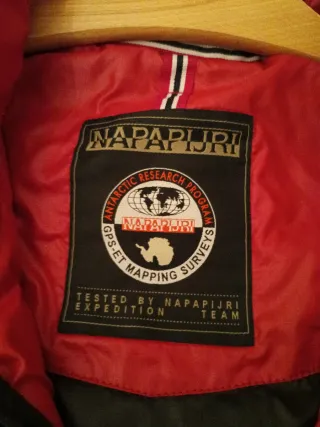 NAPAPIJRI
ANTARCTIC RESEARCH PROGRAM
NAPAPIJRI
GPS-ET MAPPING SURVEYS
TESTED BY NAPAPIJRI
EXPEDITION TEAM